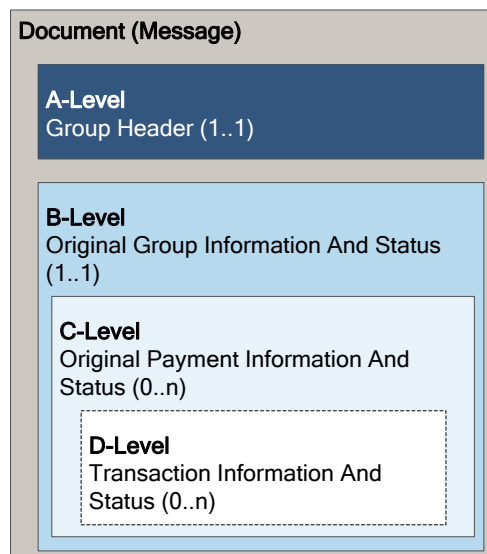 Document (Message)
A-Level
Group Header (1..1)
B-Level
Original Group Information And Status
(1..1)
C-Level
Original Payment Information And
Status (0..n)
D-Level
Transaction Information And
Status (0..n)